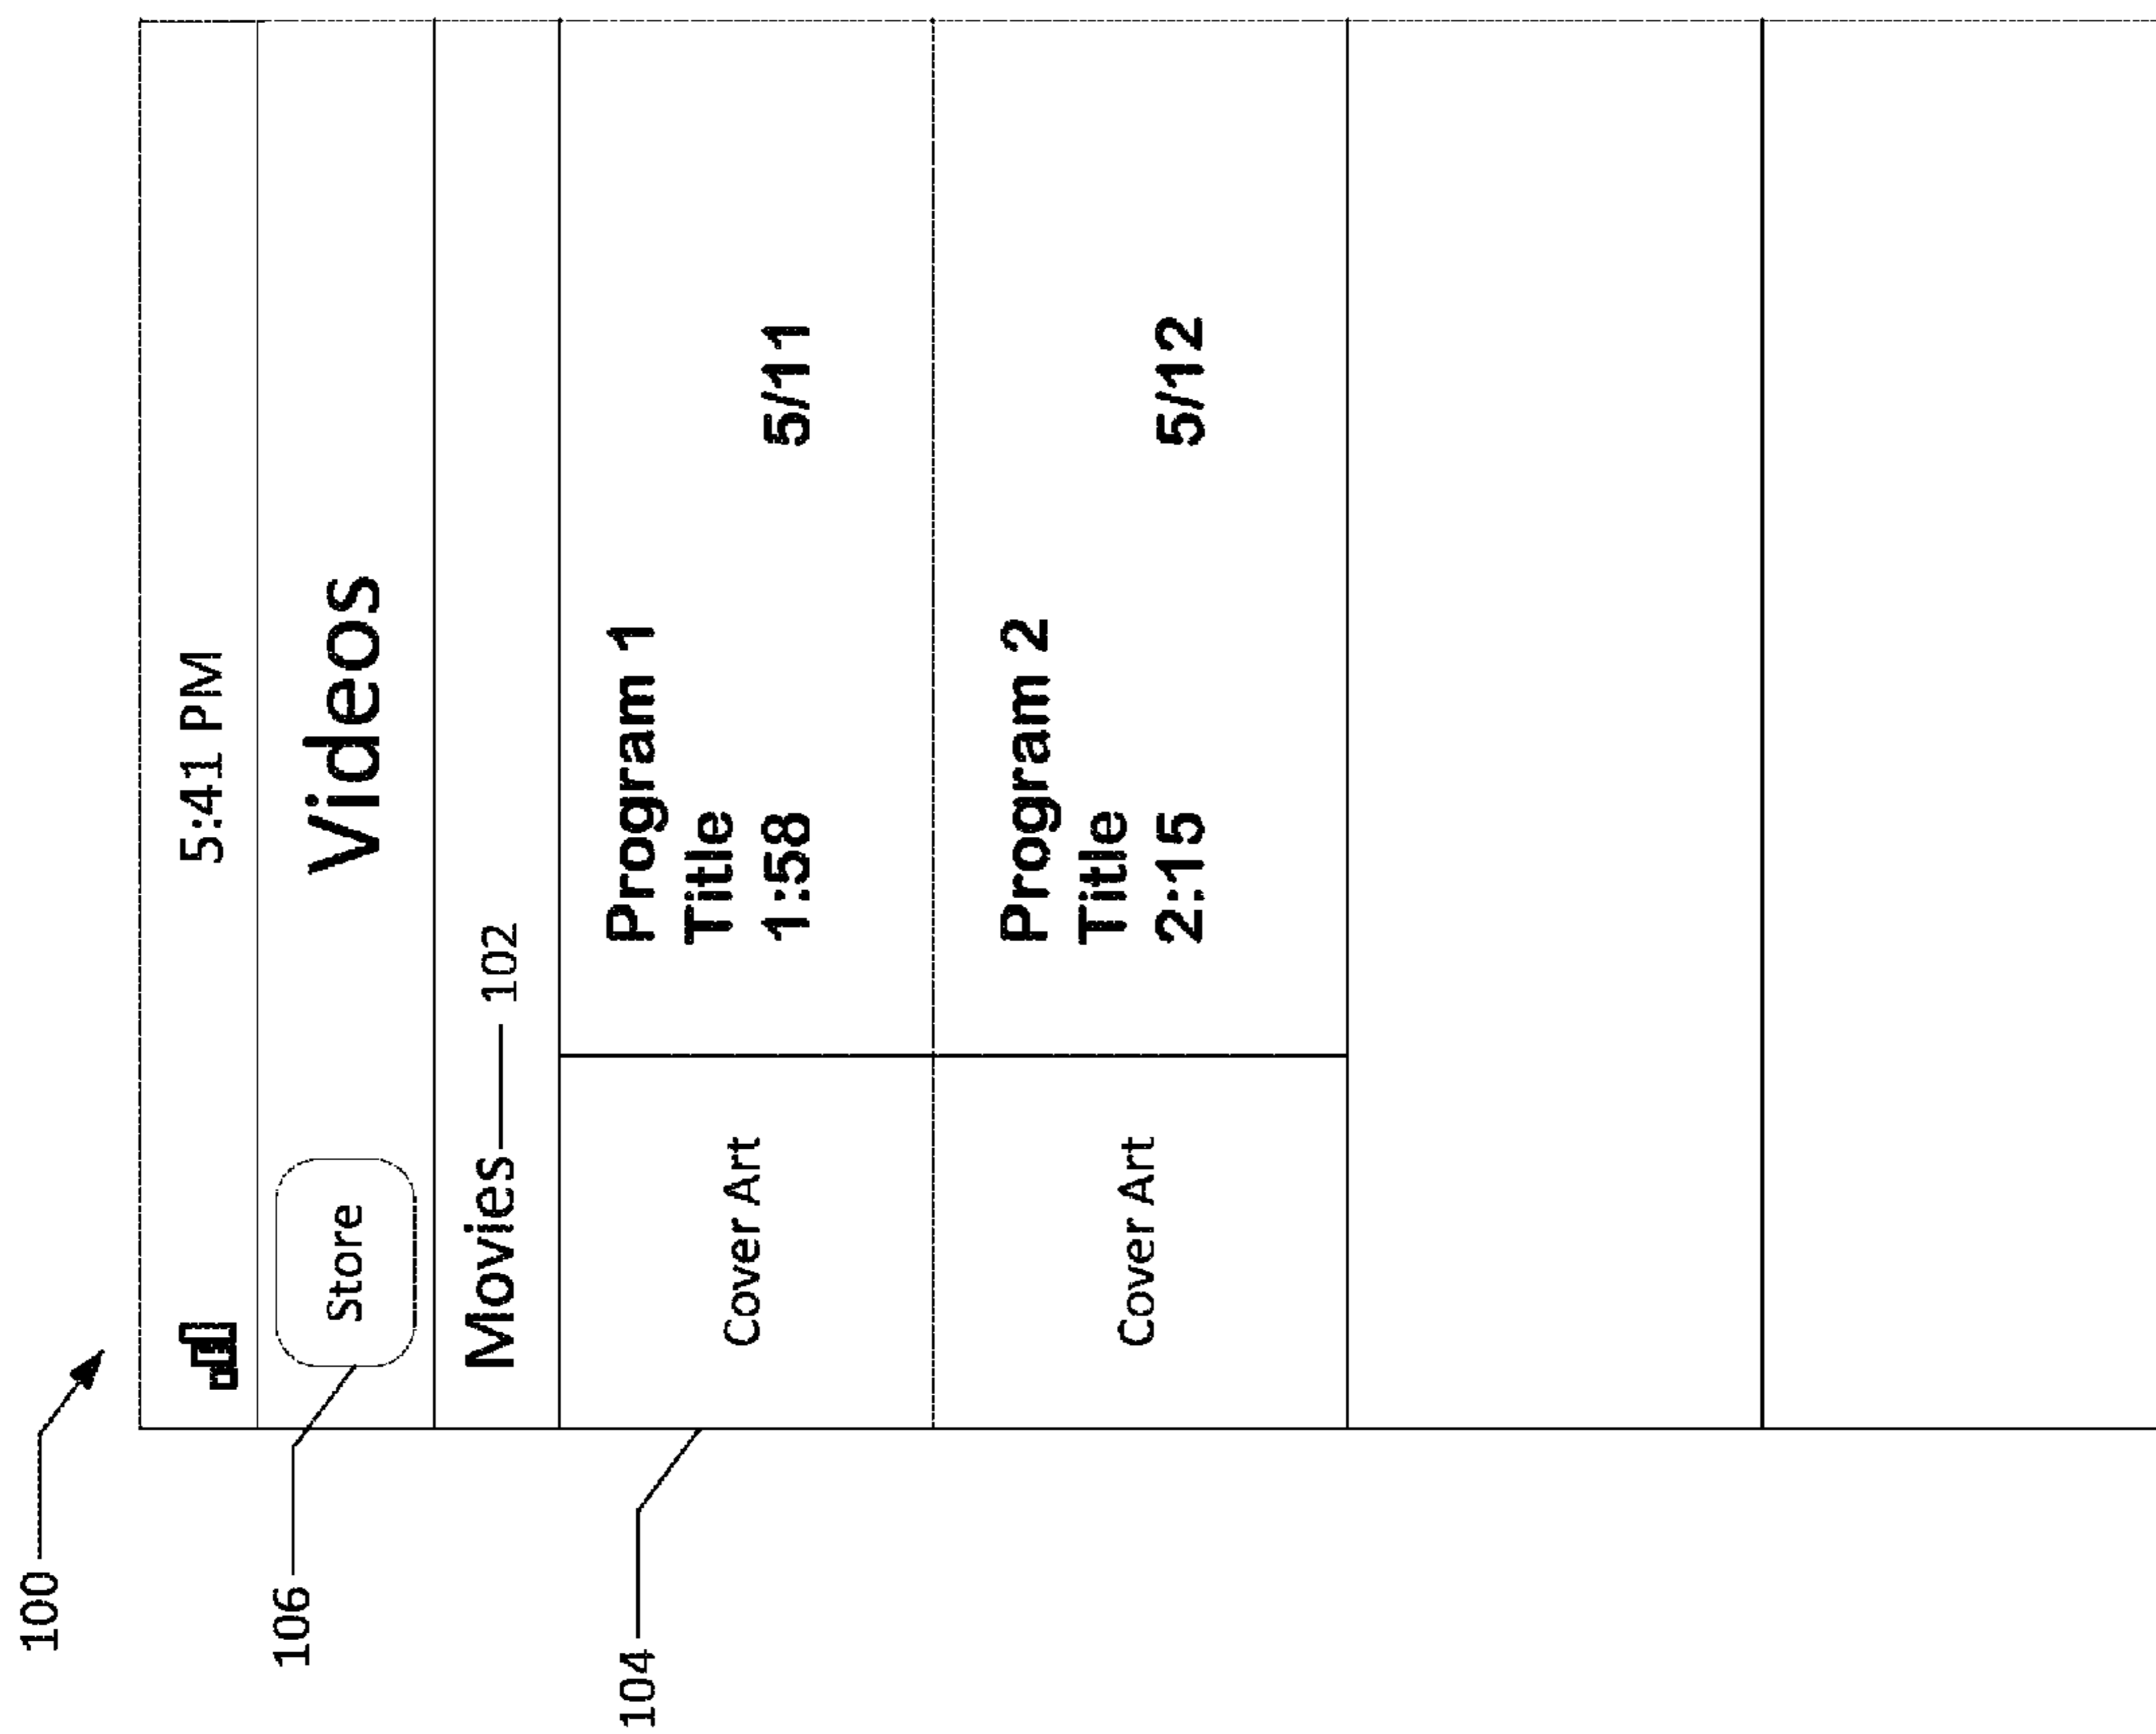 100
5:41 PM
106
Store
Videos
Movies 102
104
Cover Art
Program 1
Title
1:58 5/11
Cover Art
Program 2
Title
2:15 5/12